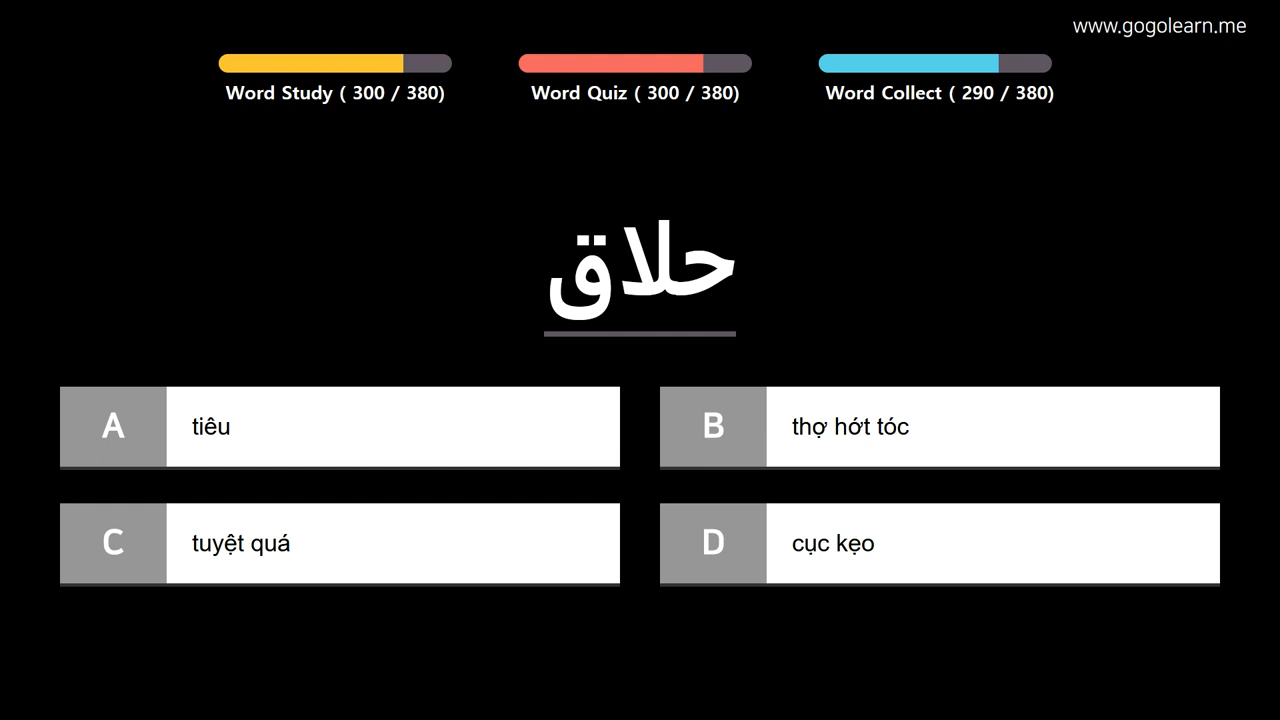 www.gogolearn.me
Word Study ( 300 / 380)
Word Quiz ( 300 / 380)
Word Collect ( 290 / 380)
حلاق
A tiêu
B thợ hớt tóc
C tuyệt quá
D cục kẹo